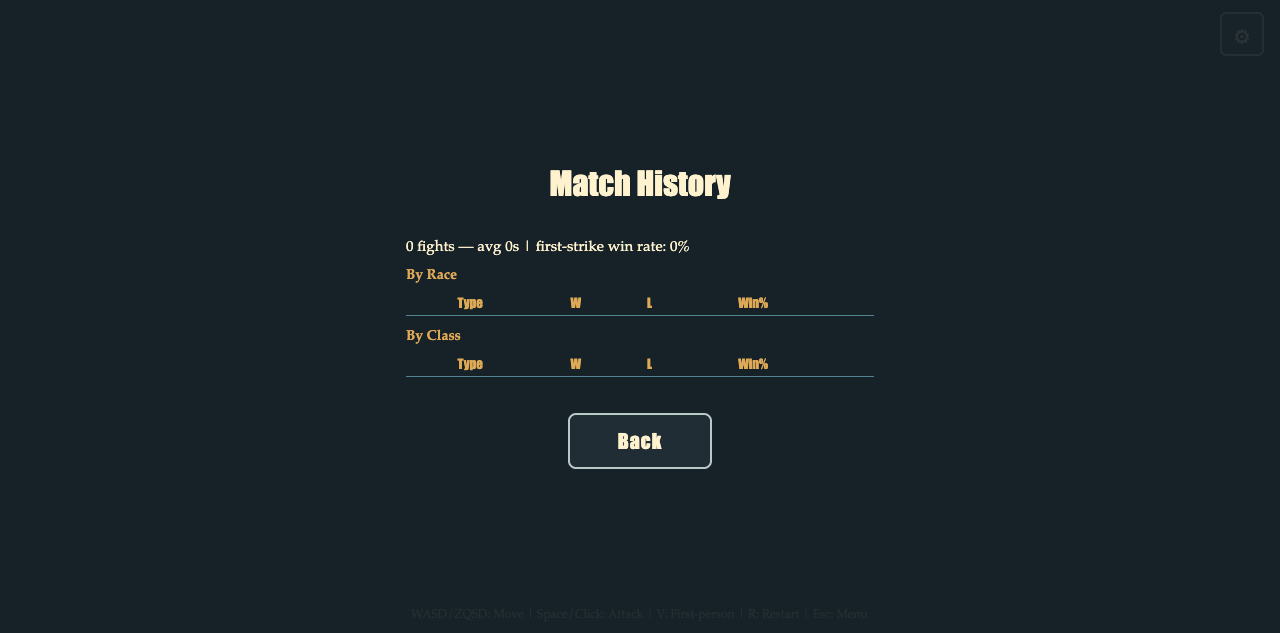 Match History
0 fights — avg 0s | first-strike win rate: 0%
By Race
Type W L Win%
By Class
Type W L Win%
Back
WASD/ZQSD: Move | Space/Click: Attack | V: First-person | R: Restart | Esc: Menu